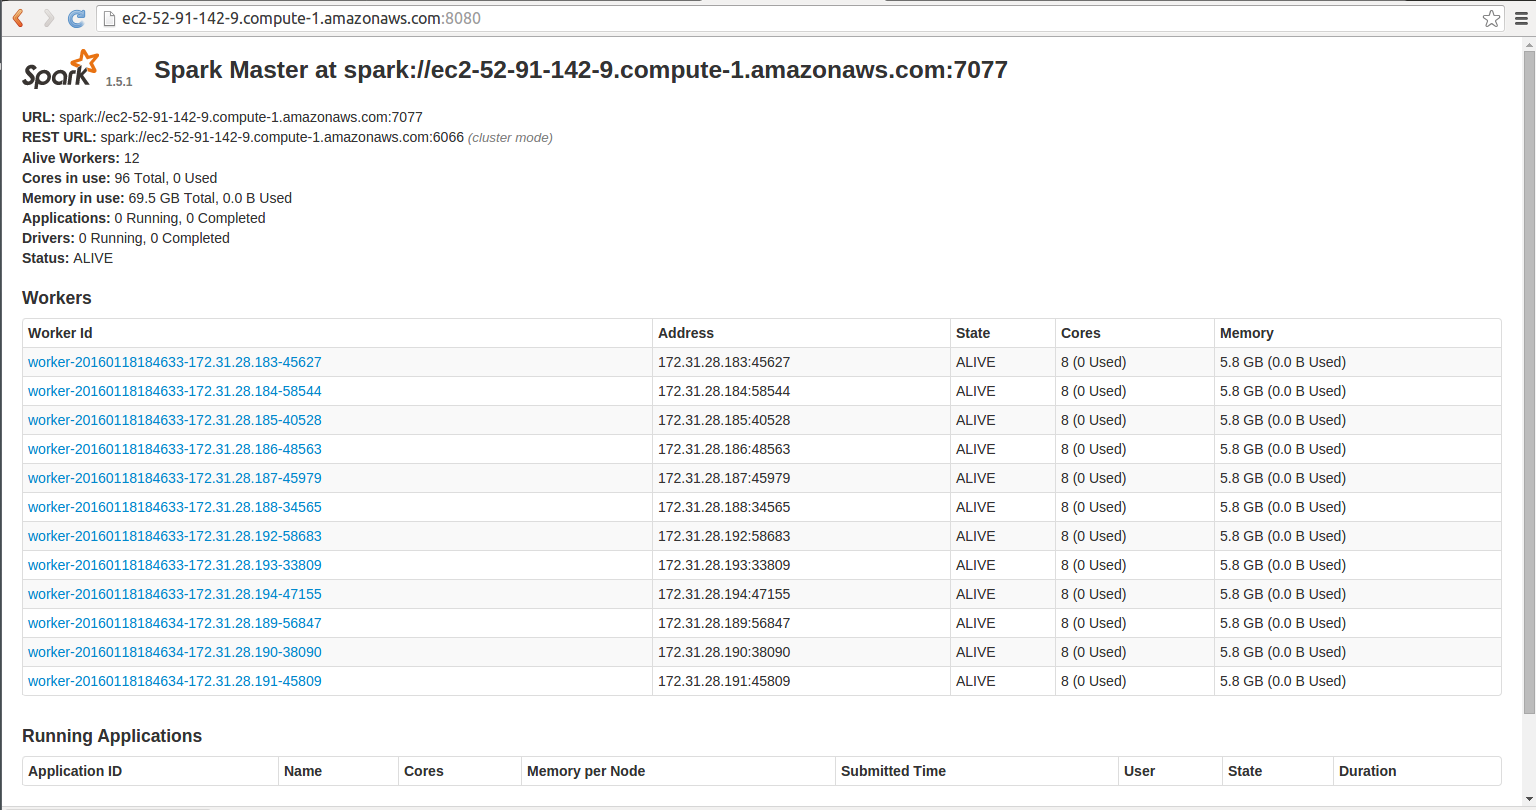 ec2-52-91-142-9.compute-1.amazonaws.com:8080
Spark 1.5.1 Spark Master at spark://ec2-52-91-142-9.compute-1.amazonaws.com:7077
URL: spark://ec2-52-91-142-9.compute-1.amazonaws.com:7077
REST URL: spark://ec2-52-91-142-9.compute-1.amazonaws.com:6066 (cluster mode)
Alive Workers: 12
Cores in use: 96 Total, 0 Used
Memory in use: 69.5 GB Total, 0.0 B Used
Applications: 0 Running, 0 Completed
Drivers: 0 Running, 0 Completed
Status: ALIVE
Workers
Worker Id Address State Cores Memory
worker-20160118184633-172.31.28.183-45627 172.31.28.183:45627 ALIVE 8 (0 Used) 5.8 GB (0.0 B Used)
worker-20160118184633-172.31.28.184-58544 172.31.28.184:58544 ALIVE 8 (0 Used) 5.8 GB (0.0 B Used)
worker-20160118184633-172.31.28.185-40528 172.31.28.185:40528 ALIVE 8 (0 Used) 5.8 GB (0.0 B Used)
worker-20160118184633-172.31.28.186-48563 172.31.28.186:48563 ALIVE 8 (0 Used) 5.8 GB (0.0 B Used)
worker-20160118184633-172.31.28.187-45979 172.31.28.187:45979 ALIVE 8 (0 Used) 5.8 GB (0.0 B Used)
worker-20160118184633-172.31.28.188-34565 172.31.28.188:34565 ALIVE 8 (0 Used) 5.8 GB (0.0 B Used)
worker-20160118184633-172.31.28.192-58683 172.31.28.192:58683 ALIVE 8 (0 Used) 5.8 GB (0.0 B Used)
worker-20160118184633-172.31.28.193-33809 172.31.28.193:33809 ALIVE 8 (0 Used) 5.8 GB (0.0 B Used)
worker-20160118184633-172.31.28.194-47155 172.31.28.194:47155 ALIVE 8 (0 Used) 5.8 GB (0.0 B Used)
worker-20160118184634-172.31.28.189-56847 172.31.28.189:56847 ALIVE 8 (0 Used) 5.8 GB (0.0 B Used)
worker-20160118184634-172.31.28.190-38090 172.31.28.190:38090 ALIVE 8 (0 Used) 5.8 GB (0.0 B Used)
worker-20160118184634-172.31.28.191-45809 172.31.28.191:45809 ALIVE 8 (0 Used) 5.8 GB (0.0 B Used)
Running Applications
Application ID Name Cores Memory per Node Submitted Time User State Duration